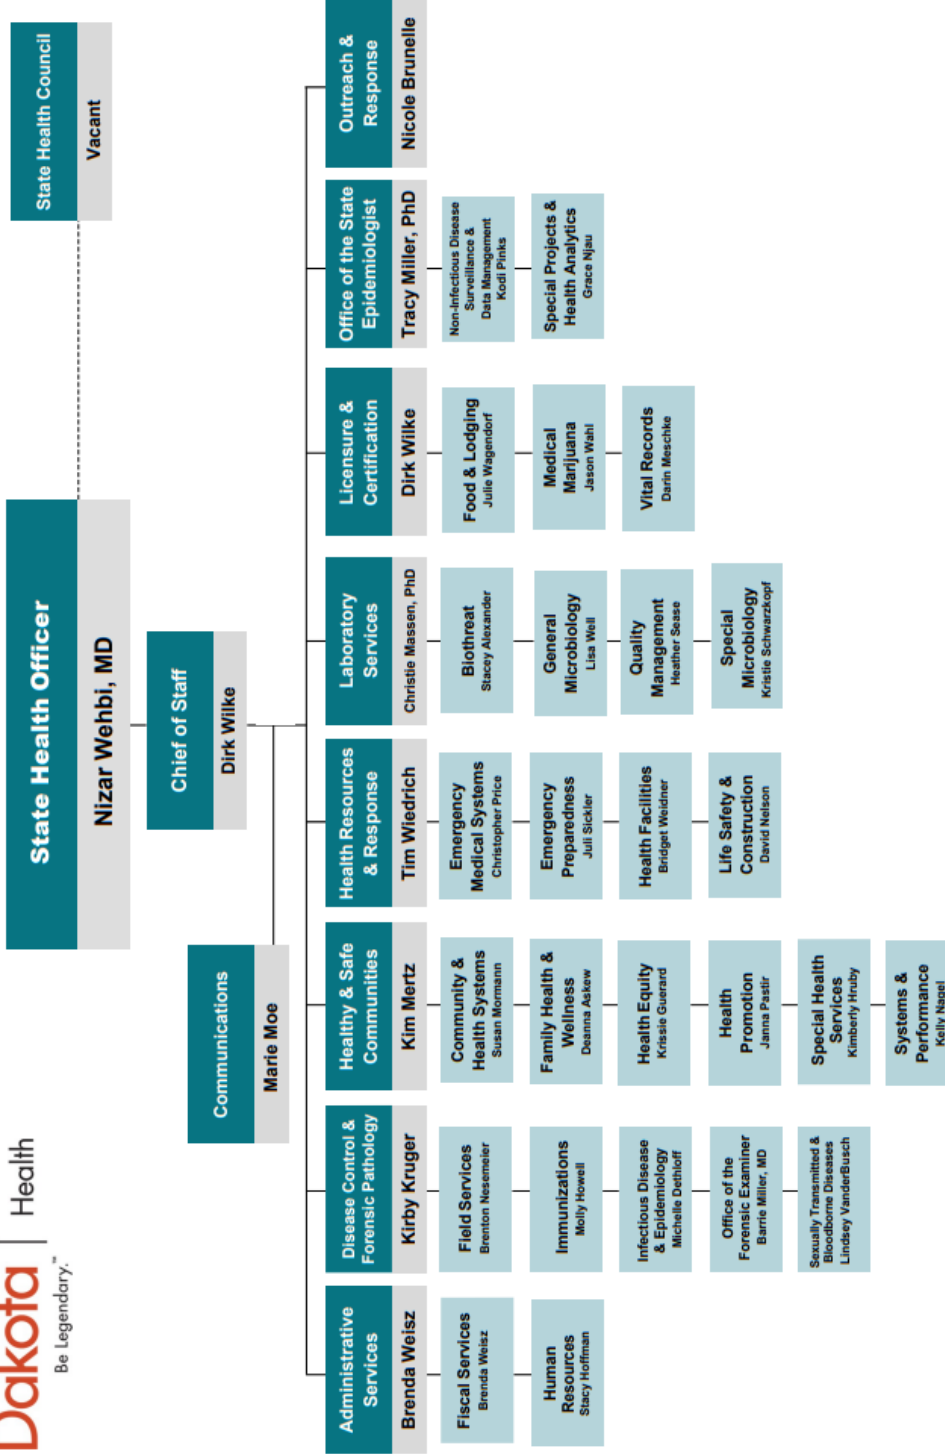 Dakota
Be Legendary.™
Health
State Health Officer
Nizar Wehbi, MD
State Health Council
Vacant
Chief of Staff
Dirk Wilke
Communications
Marie Moe
Administrative
Services
Brenda Weisz
Fiscal Services
Brenda Weisz
Human
Resources
Stacy Hoffman
Disease Control &
Forensic Pathology
Kirby Kruger
Field Services
Brenton Nesemeier
Immunizations
Molly Howell
Infectious Disease
& Epidemiology
Michelle Dethloff
Office of the
Forensic Examiner
Barrie Miller, MD
Sexually Transmitted &
Bloodborne Diseases
Lindsey VanderBusch
Healthy & Safe
Communities
Kim Mertz
Community &
Health Systems
Susan Mormann
Family Health &
Wellness
Deanna Askew
Health Equity
Krissie Guerard
Health
Promotion
Janna Pastir
Special Health
Services
Kimberly Hruby
Systems &
Performance
Kelly Nagel
Health Resources
& Response
Tim Wiedrich
Emergency
Medical Systems
Christopher Price
Emergency
Preparedness
Juli Sickler
Health Facilities
Bridget Weidner
Life Safety &
Construction
David Nelson
Laboratory
Services
Christie Massen, PhD
Biothreat
Stacey Alexander
General
Microbiology
Lisa Well
Quality
Management
Heather Sease
Special
Microbiology
Kristie Schwarzkopf
Licensure &
Certification
Dirk Wilke
Food & Lodging
Julie Wagendorf
Medical
Marijuana
Jason Wahl
Vital Records
Darin Meschke
Office of the State
Epidemiologist
Tracy Miller, PhD
Non-Infectious Disease
Surveillance &
Data Management
Kodi Pinks
Special Projects &
Health Analytics
Grace Njau
Outreach &
Response
Nicole Brunelle